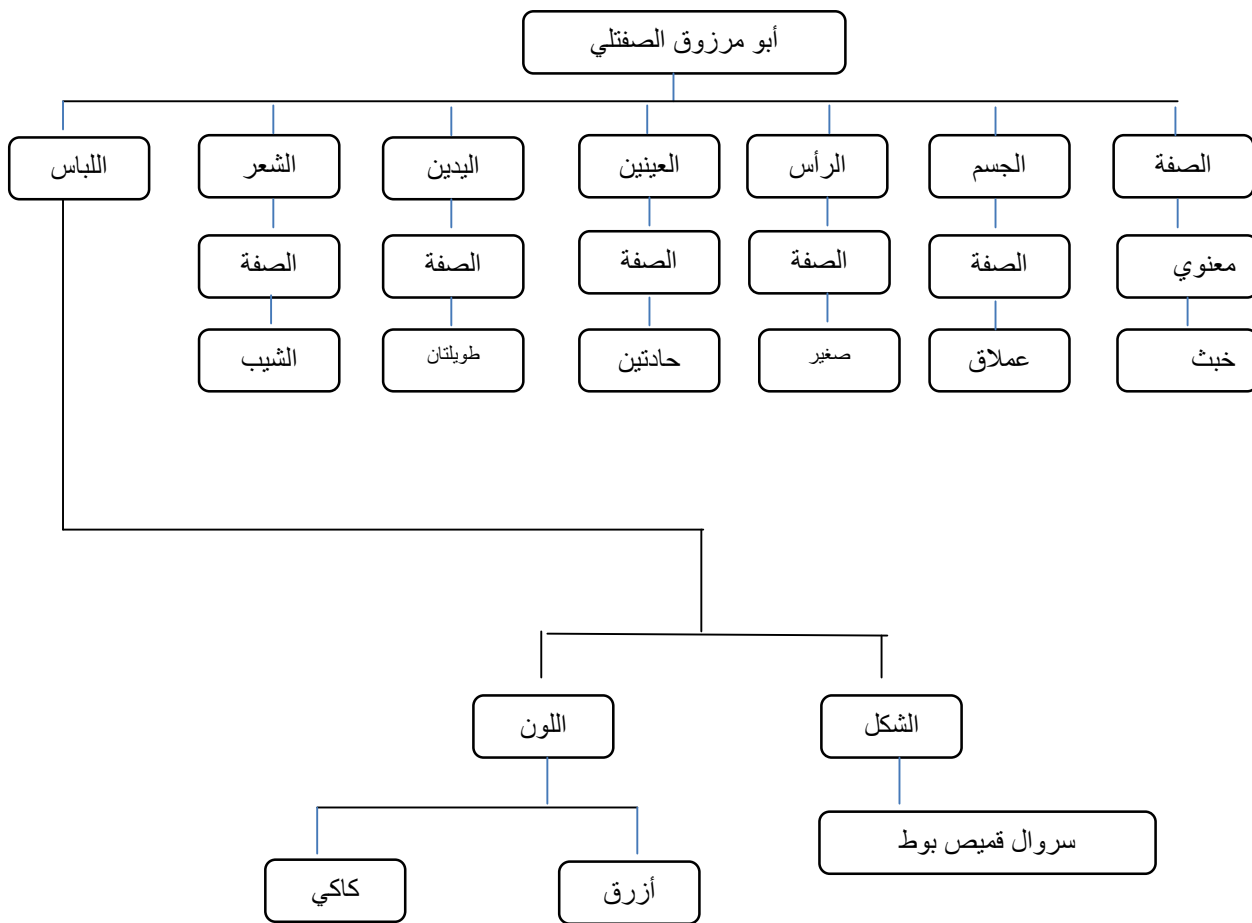 أبو مرزوق الصفتلي
الصفة
الجسم
الرأس
العينين
اليدين
الشعر
اللباس
معنوي
الصفة
الصفة
الصفة
الصفة
الصفة
خبث
عملاق
صغير
حادتين
طويلتان
الشيب
الشكل
اللون
سروال قميص بوط
أزرق
كاكي